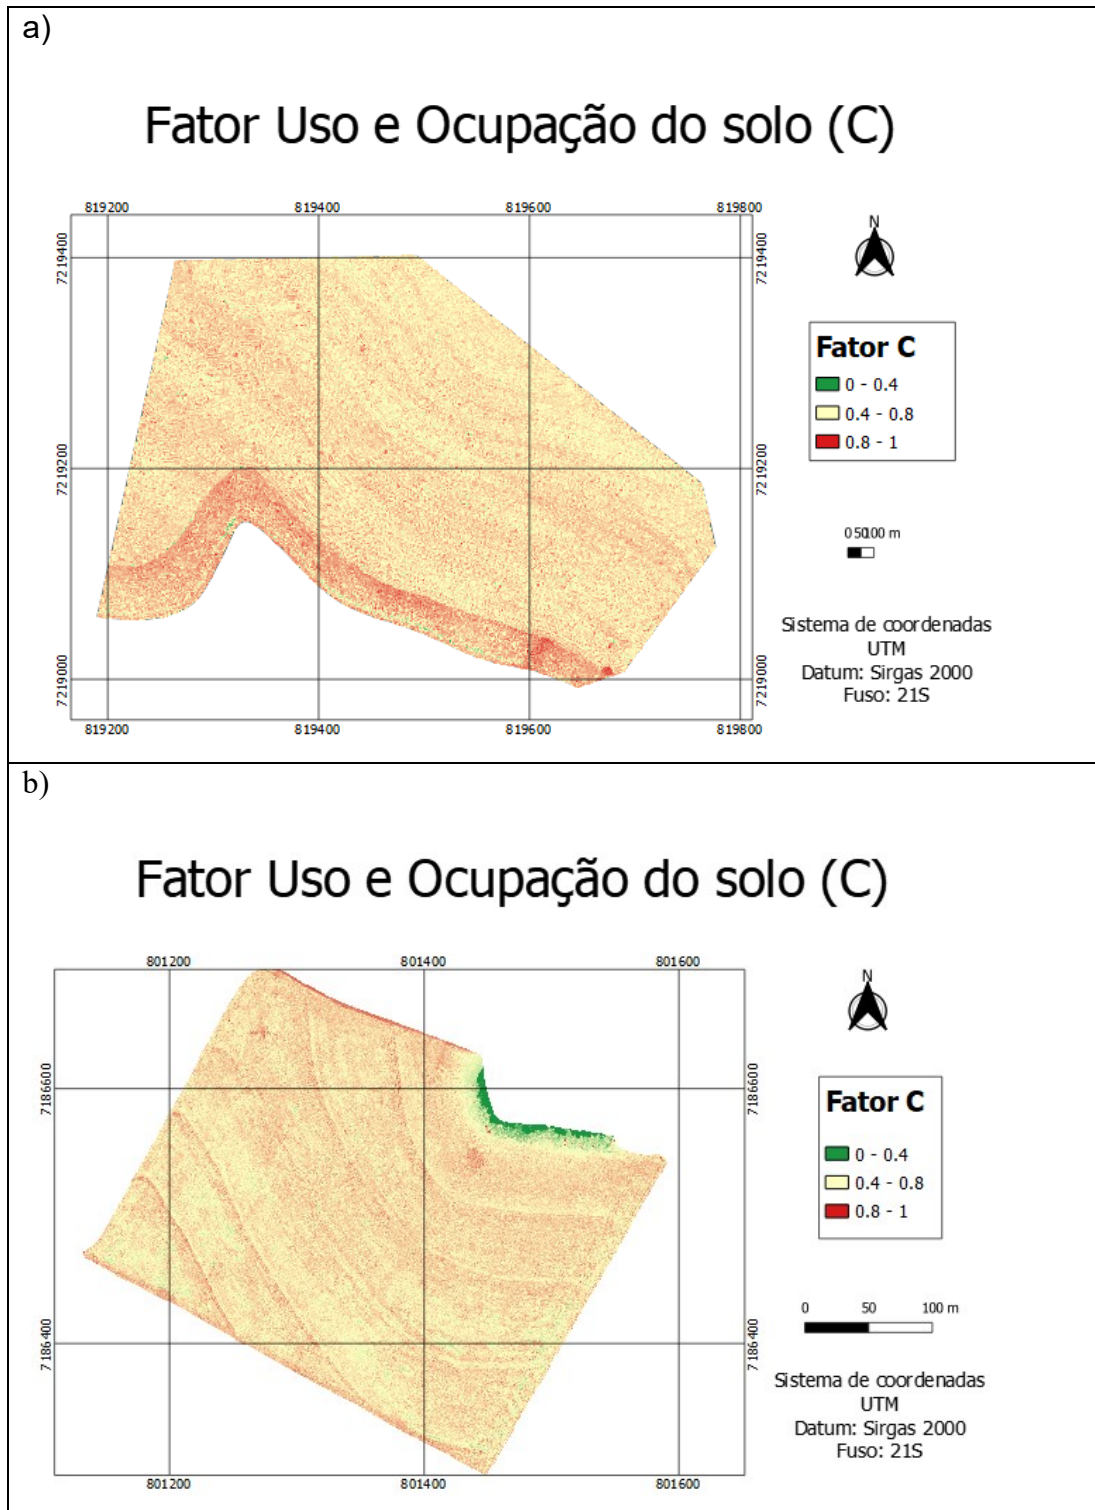 a)
Fator Uso e Ocupação do solo (C)
819200 819400 819600 819800
N
7219400 7219400
Fator C
0 - 0.4
0.4 - 0.8
0.8 - 1
7219200 7219200
0 50 100 m
Sistema de coordenadas
UTM
Datum: Sirgas 2000
Fuso: 21S
7219000 7219000
819200 819400 819600 819800
b)
Fator Uso e Ocupação do solo (C)
801200 801400 801600
N
7186600 7186600
Fator C
0 - 0.4
0.4 - 0.8
0.8 - 1
0 50 100 m
7186400 7186400
Sistema de coordenadas
UTM
Datum: Sirgas 2000
Fuso: 21S
801200 801400 801600